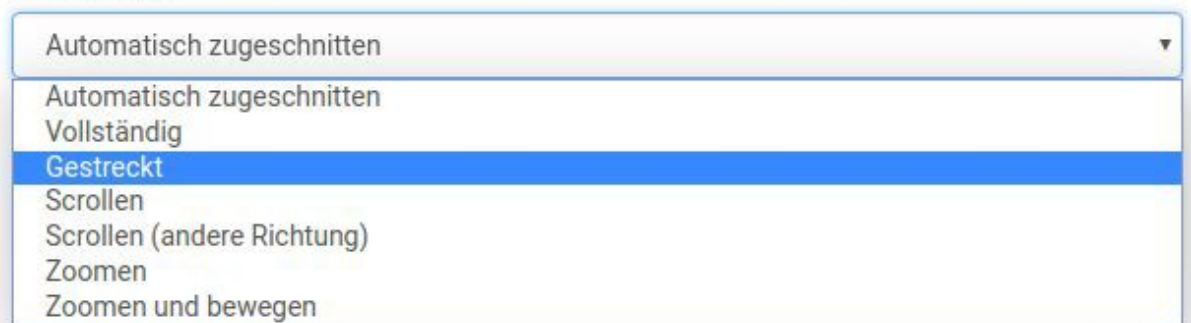 Automatisch zugeschnitten
Automatisch zugeschnitten
Vollständig
Gestreckt
Scrollen
Scrollen (andere Richtung)
Zoomen
Zoomen und bewegen